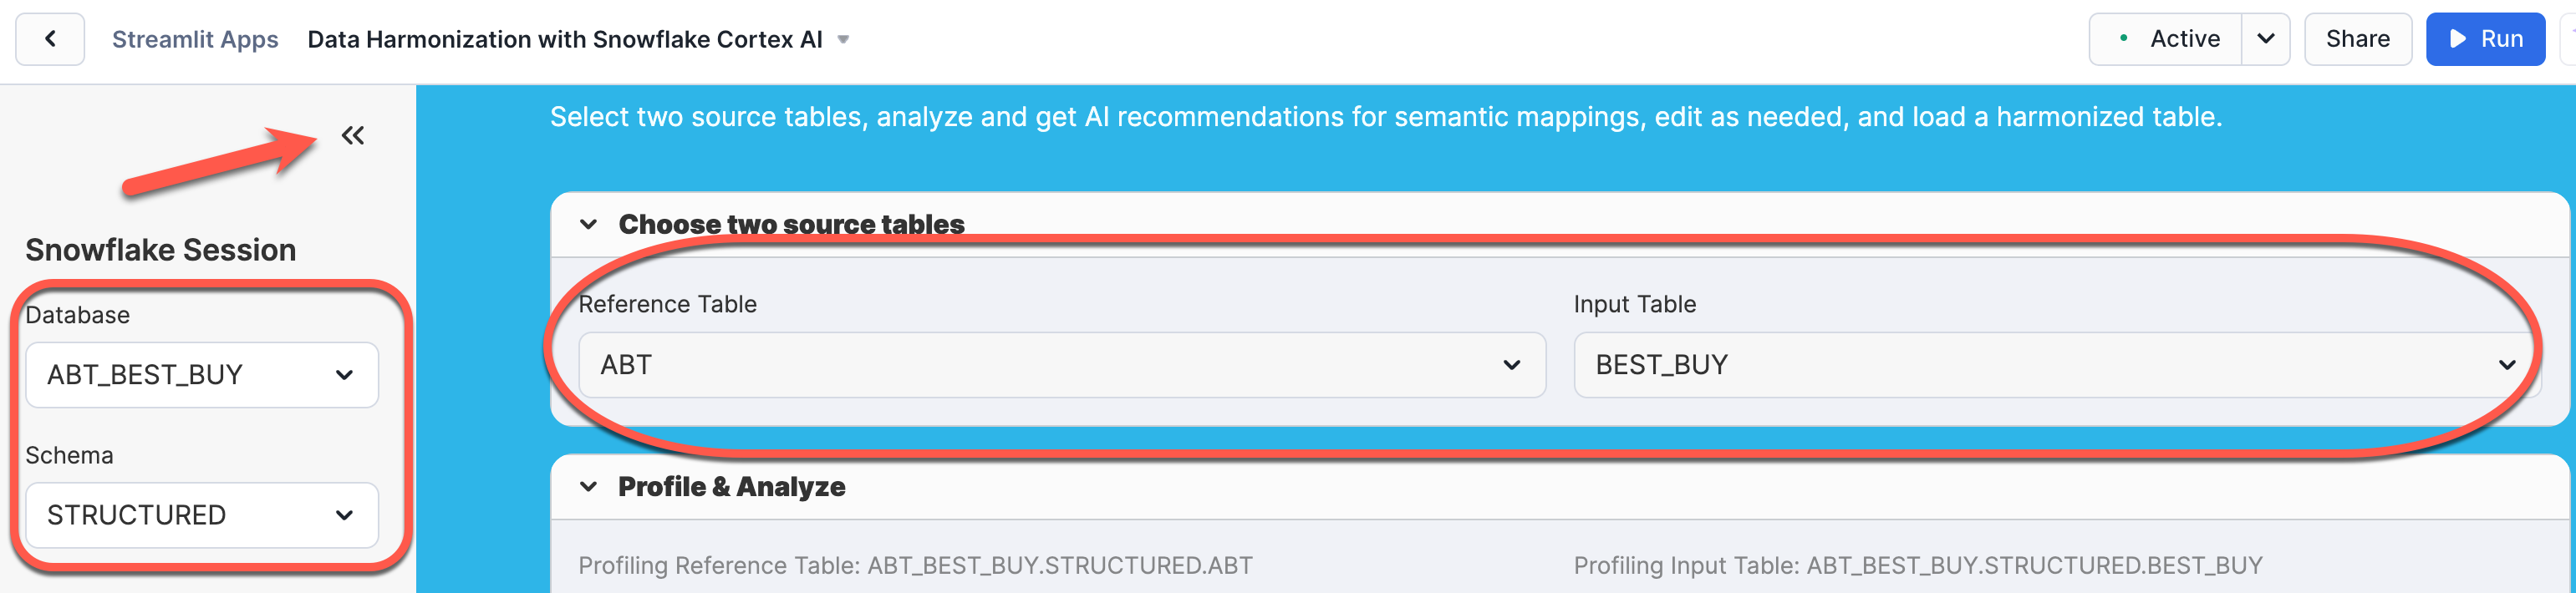 Streamlit Apps Data Harmonization with Snowflake Cortex AI Active Share Run
Select two source tables, analyze and get AI recommendations for semantic mappings, edit as needed, and load a harmonized table.
Snowflake Session
Database
ABT_BEST_BUY
Schema
STRUCTURED
Choose two source tables
Reference Table Input Table
ABT BEST_BUY
Profile & Analyze
Profiling Reference Table: ABT_BEST_BUY.STRUCTURED.ABT Profiling Input Table: ABT_BEST_BUY.STRUCTURED.BEST_BUY